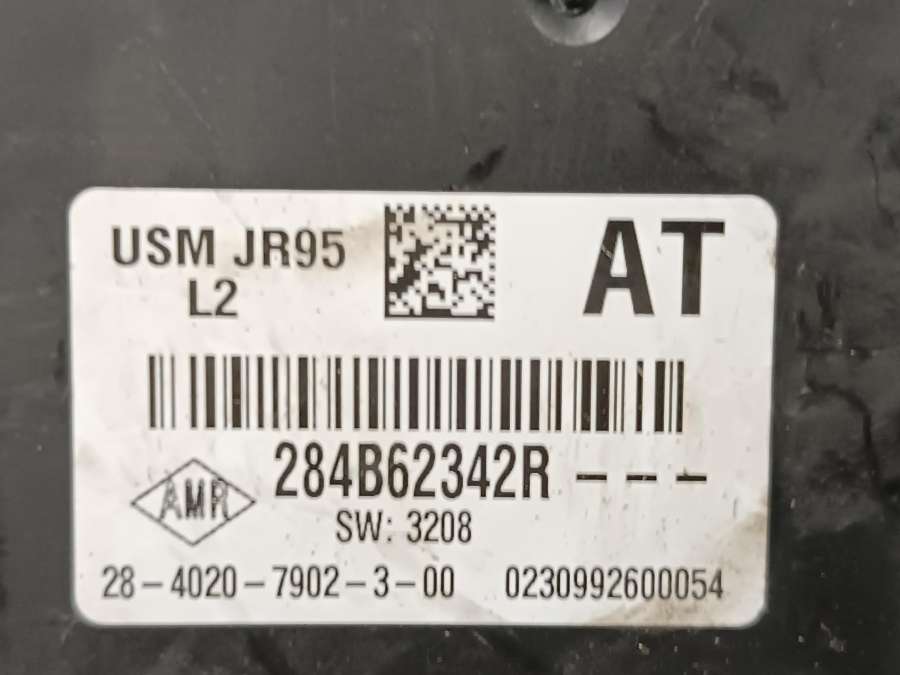 USM JR95
L2
AT
284B62342R ---
AMR
SW: 3208
28-4020-7902-3-00 0230992600054